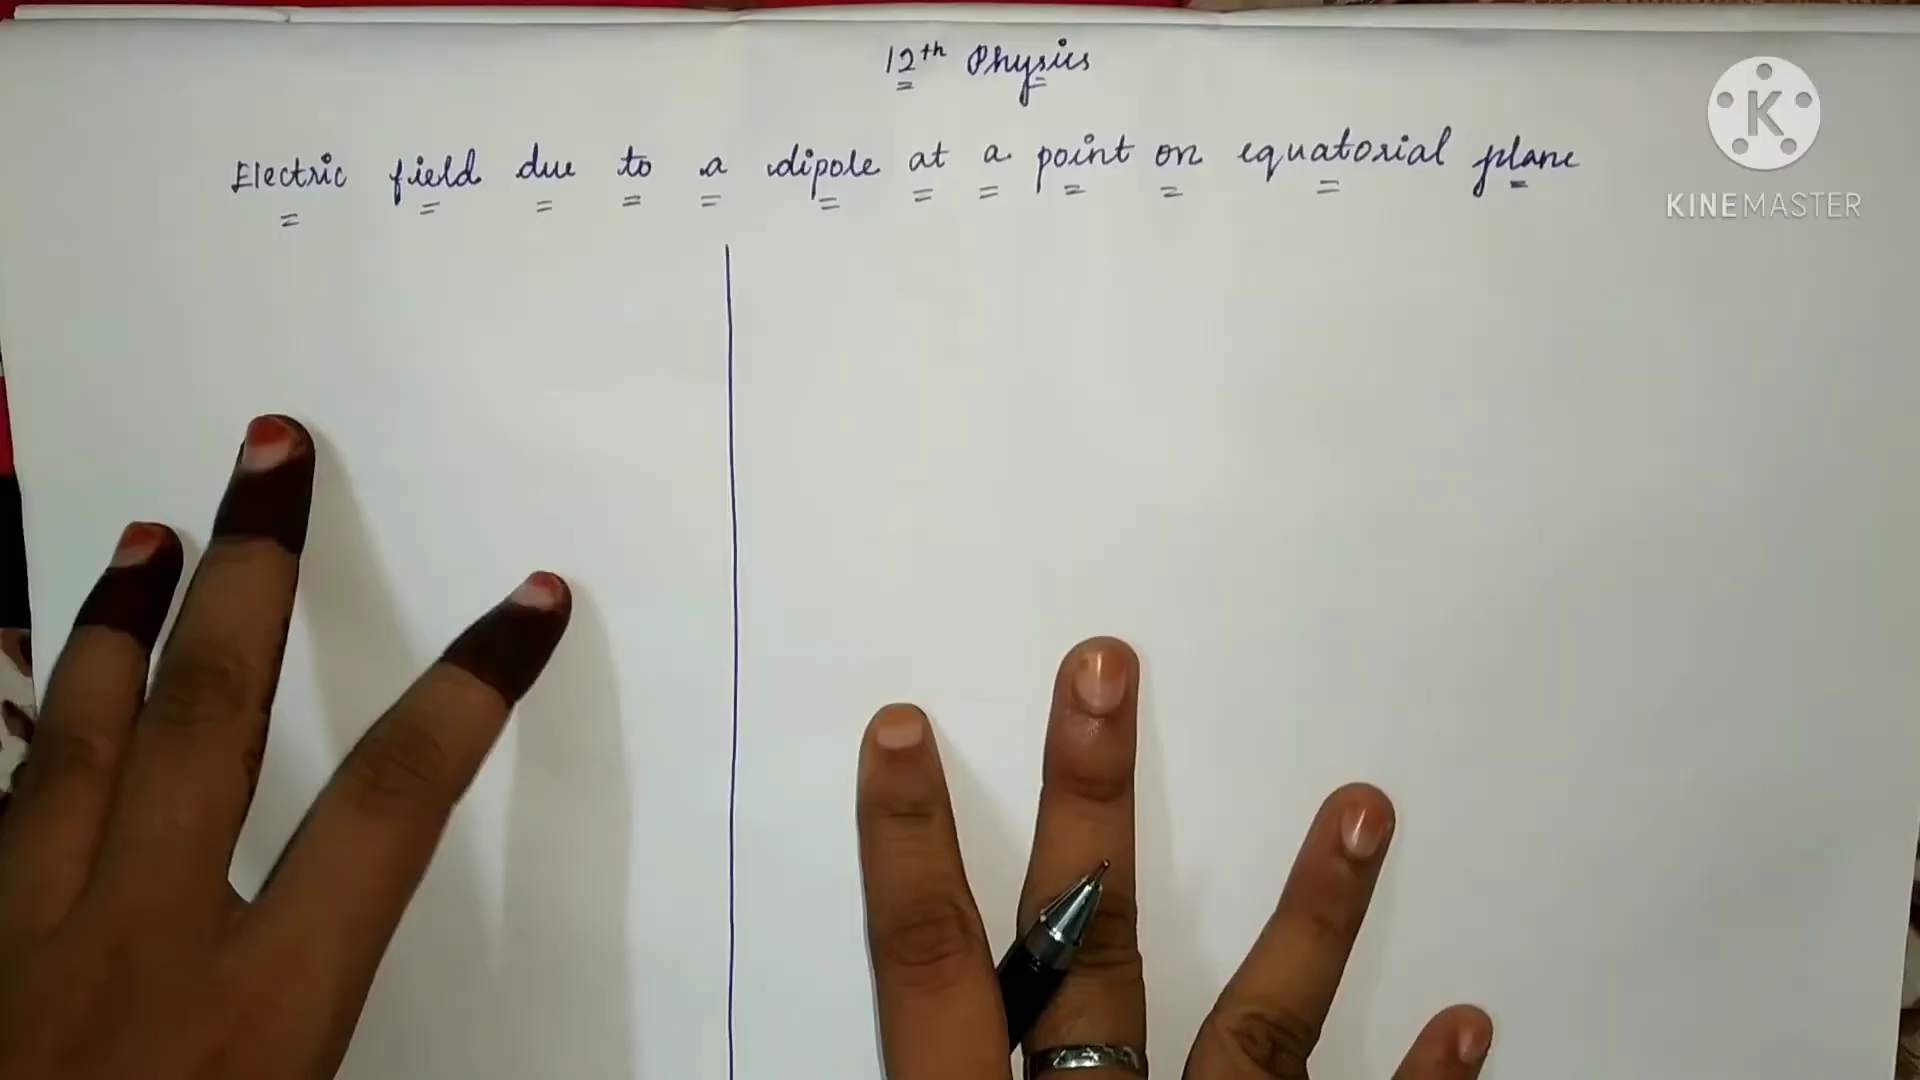 12th Physics
Electric field due to a dipole at a point on equatorial plane
K
KINEMASTER